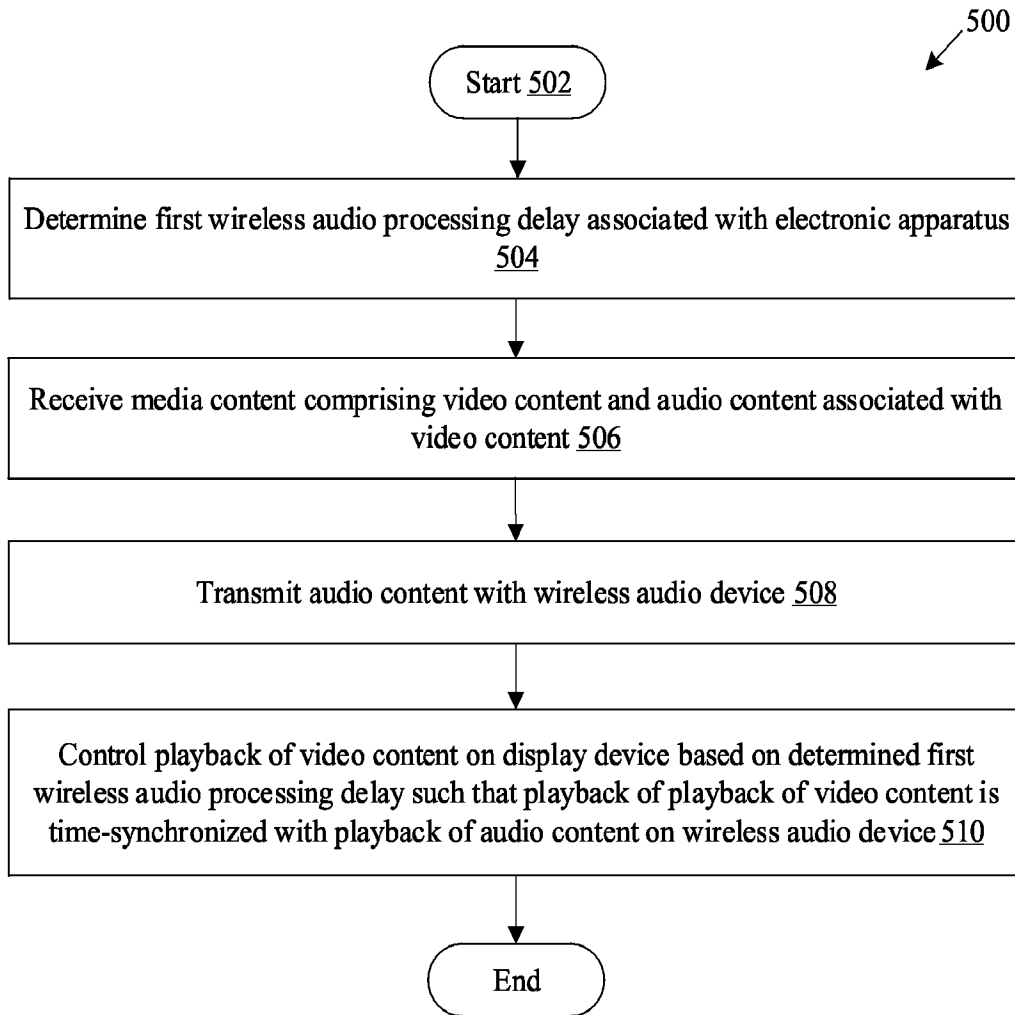 500
Start 502
Determine first wireless audio processing delay associated with electronic apparatus
504
Receive media content comprising video content and audio content associated with
video content 506
Transmit audio content with wireless audio device 508
Control playback of video content on display device based on determined first
wireless audio processing delay such that playback of playback of video content is
time-synchronized with playback of audio content on wireless audio device 510
End